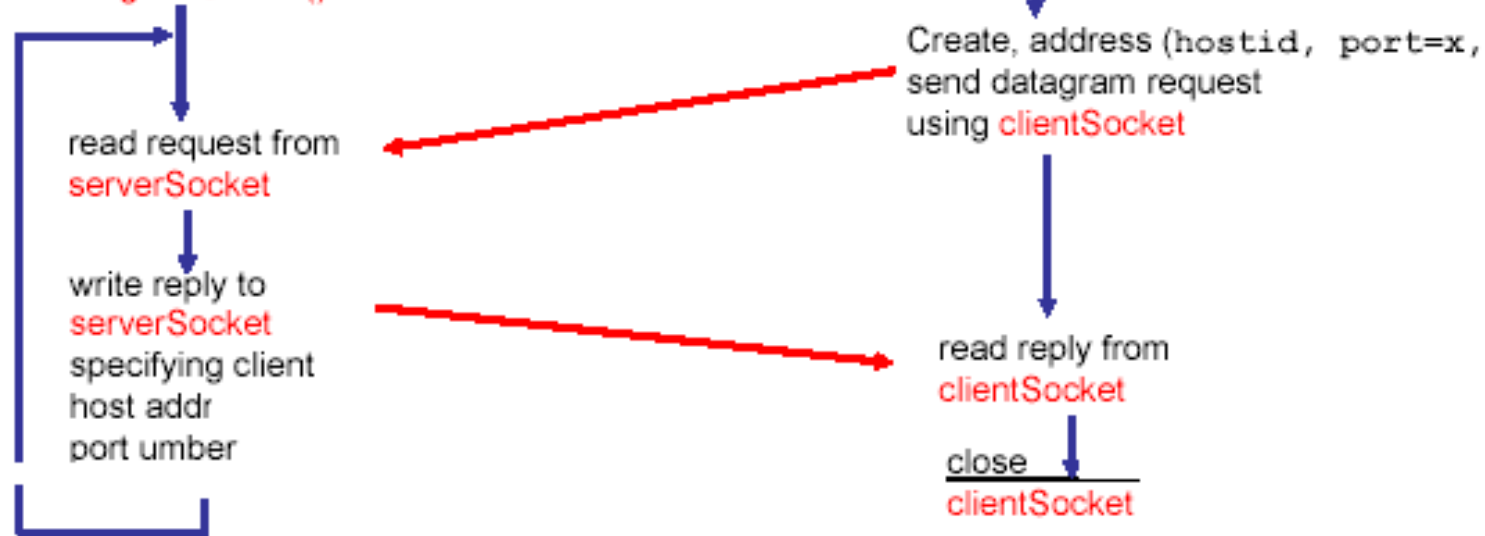 read request from
serverSocket
write reply to
serverSocket
specifying client
host addr
port umber
Create, address (hostid, port=x,
send datagram request
using clientSocket
read reply from
clientSocket
close
clientSocket